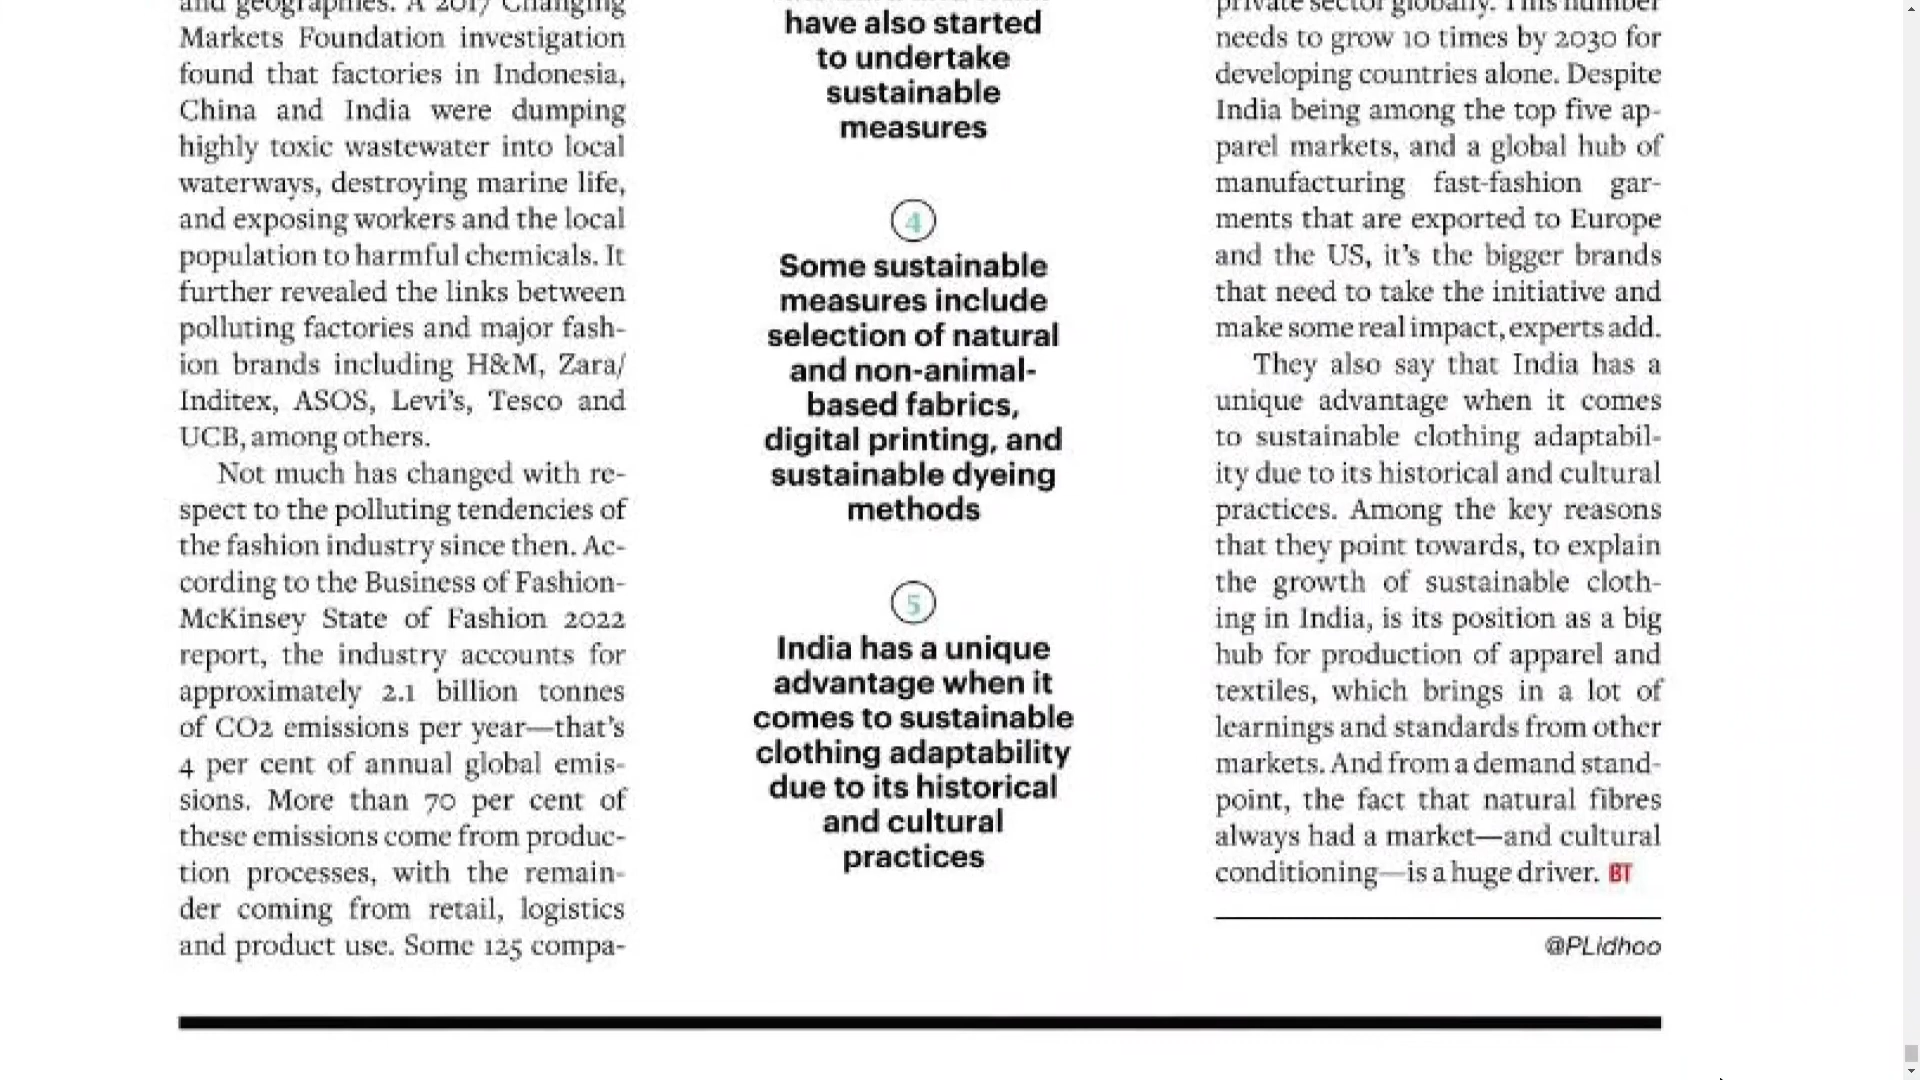 and geographies. A 2017 Changing
Markets Foundation investigation
found that factories in Indonesia,
China and India were dumping
highly toxic wastewater into local
waterways, destroying marine life,
and exposing workers and the local
population to harmful chemicals. It
further revealed the links between
polluting factories and major fash-
ion brands including H&M, Zara/
Inditex, ASOS, Levi's, Tesco and
UCB, among others.
Not much has changed with re-
spect to the polluting tendencies of
the fashion industry since then. Ac-
cording to the Business of Fashion-
McKinsey State of Fashion 2022
report, the industry accounts for
approximately 2.1 billion tonnes
of CO2 emissions per year—that's
4 per cent of annual global emis-
sions. More than 70 per cent of
these emissions come from produc-
tion processes, with the remain-
der coming from retail, logistics
and product use. Some 125 compa-
have also started
to undertake
sustainable
measures
4
Some sustainable
measures include
selection of natural
and non-animal-
based fabrics,
digital printing, and
sustainable dyeing
methods
5
India has a unique
advantage when it
comes to sustainable
clothing adaptability
due to its historical
and cultural
practices
private sector globally. This number
needs to grow 10 times by 2030 for
developing countries alone. Despite
India being among the top five ap-
parel markets, and a global hub of
manufacturing fast-fashion gar-
ments that are exported to Europe
and the US, it's the bigger brands
that need to take the initiative and
make some real impact, experts add.
They also say that India has a
unique advantage when it comes
to sustainable clothing adaptabil-
ity due to its historical and cultural
practices. Among the key reasons
that they point towards, to explain
the growth of sustainable cloth-
ing in India, is its position as a big
hub for production of apparel and
textiles, which brings in a lot of
learnings and standards from other
markets. And from a demand stand-
point, the fact that natural fibres
always had a market—and cultural
conditioning—is a huge driver. BT
@PLidhoo